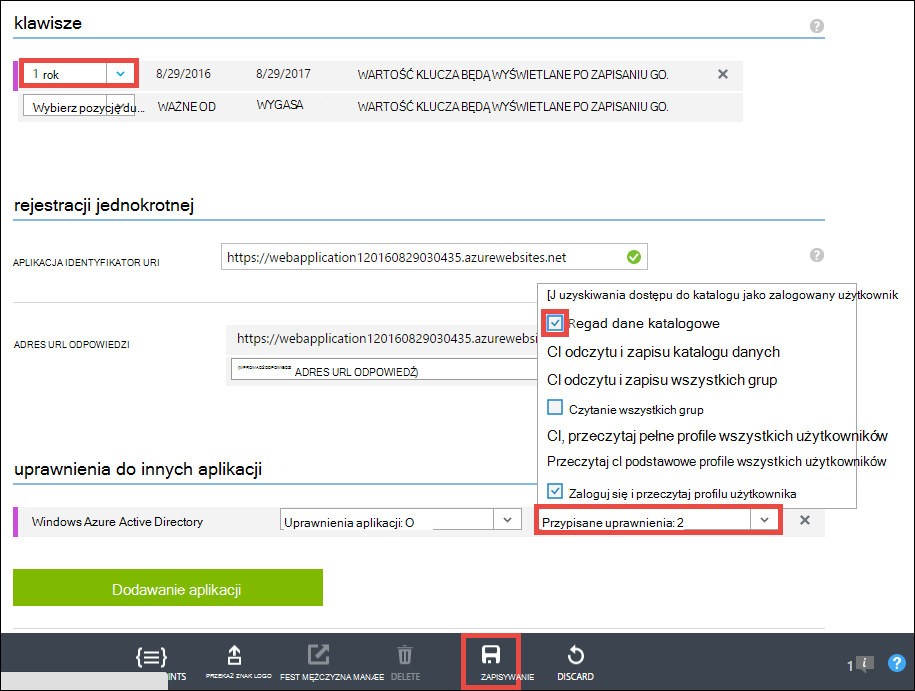 klawisze
?
1 rok 8/29/2016 8/29/2017 WARTOŚĆ KLUCZA BĘDĄ WYŚWIETLANE PO ZAPISANIU GO.
Wybierz pozycję du... WAŻNE OD WYGASA WARTOŚĆ KLUCZA BĘDĄ WYŚWIETLANE PO ZAPISANIU GO.
rejestracji jednokrotnej
APLIKACJA IDENTYFIKATOR URI https://webapplication120160829030435.azurewebsites.net
?
ADRES URL ODPOWIEDZI https://webapplication120160829030435.azurewebsi
ADRES URL ODPOWIEDŹ)
[J uzyskiwania dostępu do katalogu jako zalogowany użytkownik
Regad dane katalogowe
Cl odczytu i zapisu katalogu danych
Cl odczytu i zapisu wszystkich grup
Czytanie wszystkich grup
Cl, przeczytaj pełne profile wszystkich użytkowników
Przeczytaj cl podstawowe profile wszystkich użytkowników
Zaloguj się i przeczytaj profilu użytkownika
uprawnienia do innych aplikacji
Windows Azure Active Directory Uprawnienia aplikacji: O Przypisane uprawnienia: 2
Dodawanie aplikacji
INTS PRZEKAŻ ZNAK LOGO FEST MĘŻCZYZNA MANÆE DELETE ZAPISYWANIE DISCARD
1 i ?